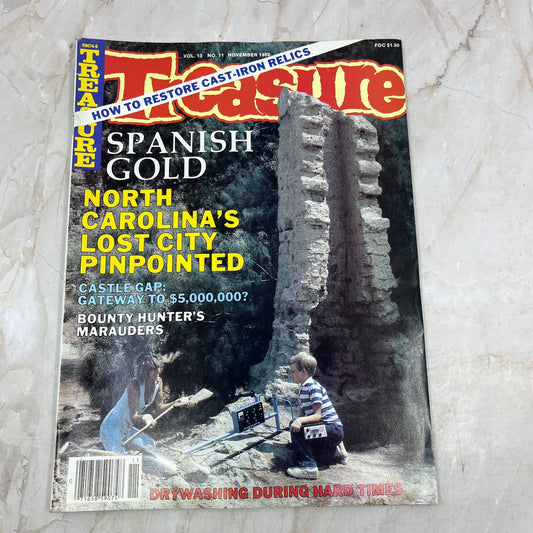 59674-6
VOL. 13 NO. 11 NOVEMBER 1982
FDC $1.50
TREASURE
Treasure
HOW TO RESTORE CAST-IRON RELICS
SPANISH
GOLD
NORTH
CAROLINA'S
LOST CITY
PINPOINTED
CASTLE GAP:
GATEWAY TO $5,000,000?
BOUNTY HUNTER'S
MARAUDERS
DRYWASHING DURING HARD TIMES